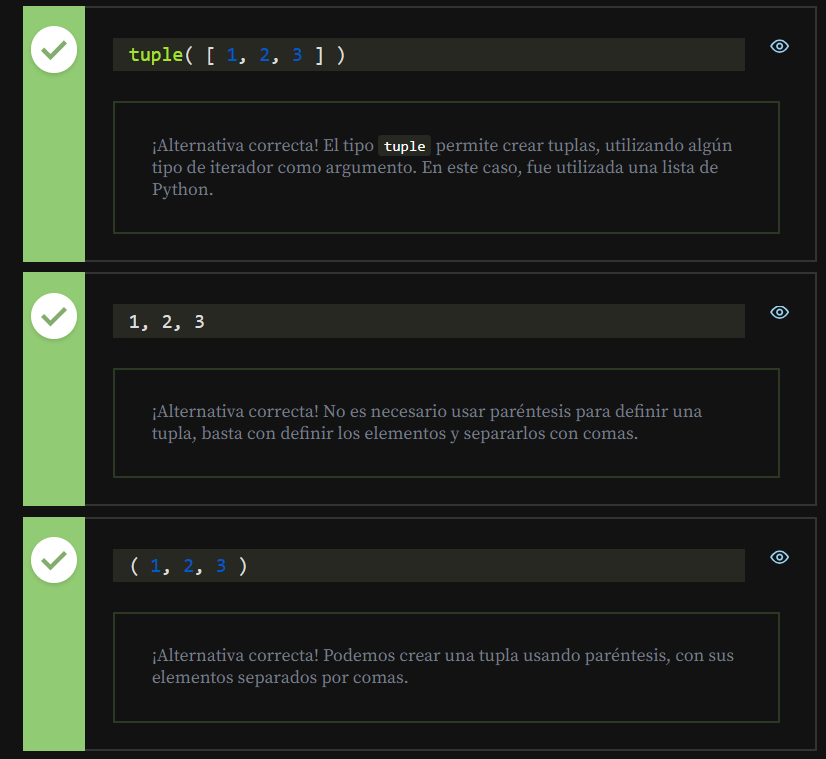 tuple( [ 1, 2, 3 ] )
¡Alternativa correcta! El tipo tuple permite crear tuplas, utilizando algún
tipo de iterador como argumento. En este caso, fue utilizada una lista de
Python.
1, 2, 3
¡Alternativa correcta! No es necesario usar paréntesis para definir una
tupla, basta con definir los elementos y separarlos con comas.
( 1, 2, 3 )
¡Alternativa correcta! Podemos crear una tupla usando paréntesis, con sus
elementos separados por comas.